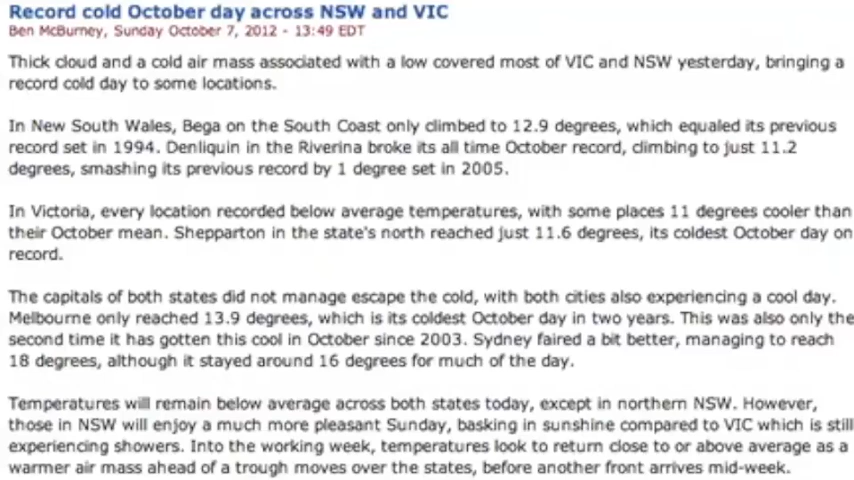 Record cold October day across NSW and VIC
Ben McBurney, Sunday October 7, 2012 - 13:49 EDT
Thick cloud and a cold air mass associated with a low covered most of VIC and NSW yesterday, bringing a
record cold day to some locations.
In New South Wales, Bega on the South Coast only climbed to 12.9 degrees, which equaled its previous
record set in 1994. Denliquin in the Riverina broke its all time October record, climbing to just 11.2
degrees, smashing its previous record by 1 degree set in 2005.
In Victoria, every location recorded below average temperatures, with some places 11 degrees cooler than
their October mean. Shepparton in the state's north reached just 11.6 degrees, its coldest October day on
record.
The capitals of both states did not manage escape the cold, with both cities also experiencing a cool day.
Melbourne only reached 13.9 degrees, which is its coldest October day in two years. This was also only the
second time it has gotten this cool in October since 2003. Sydney faired a bit better, managing to reach
18 degrees, although it stayed around 16 degrees for much of the day.
Temperatures will remain below average across both states today, except in northern NSW. However,
those in NSW will enjoy a much more pleasant Sunday, basking in sunshine compared to VIC which is still
experiencing showers. Into the working week, temperatures look to return close to or above average as a
warmer air mass ahead of a trough moves over the states, before another front arrives mid-week.